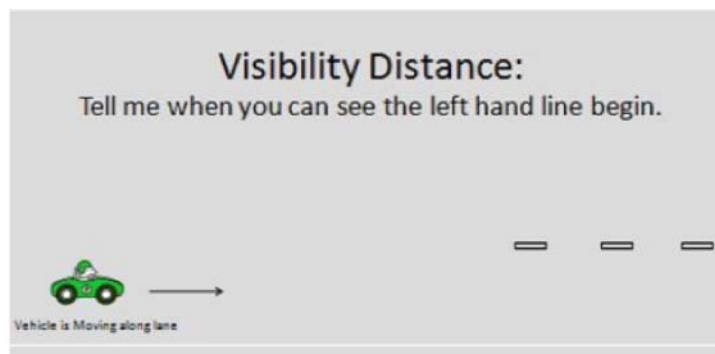 Visibility Distance:
Tell me when you can see the left hand line begin.
Vehicle is Moving along lane